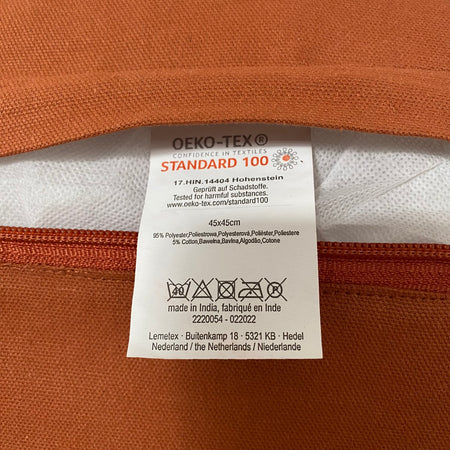 OEKO-TEX®
CONFIDENCE IN TEXTILES
STANDARD 100
17.HIN.14404 Hohenstein
Geprüft auf Schadstoffe.
Tested for harmful substances.
www.oeko-tex.com/standard100
45x45cm
95% Polyester,Poliestrowa,Polyesterová,Poliéster,Poliestere
5% Cotton,Bawełna,Bavlna,Algodão,Cotone
40
made in India, fabriqué en Inde
2220054 - 022022
Lemetex - Buitenkamp 18 - 5321 KB - Hedel
Nederland / the Netherlands / Niederlande